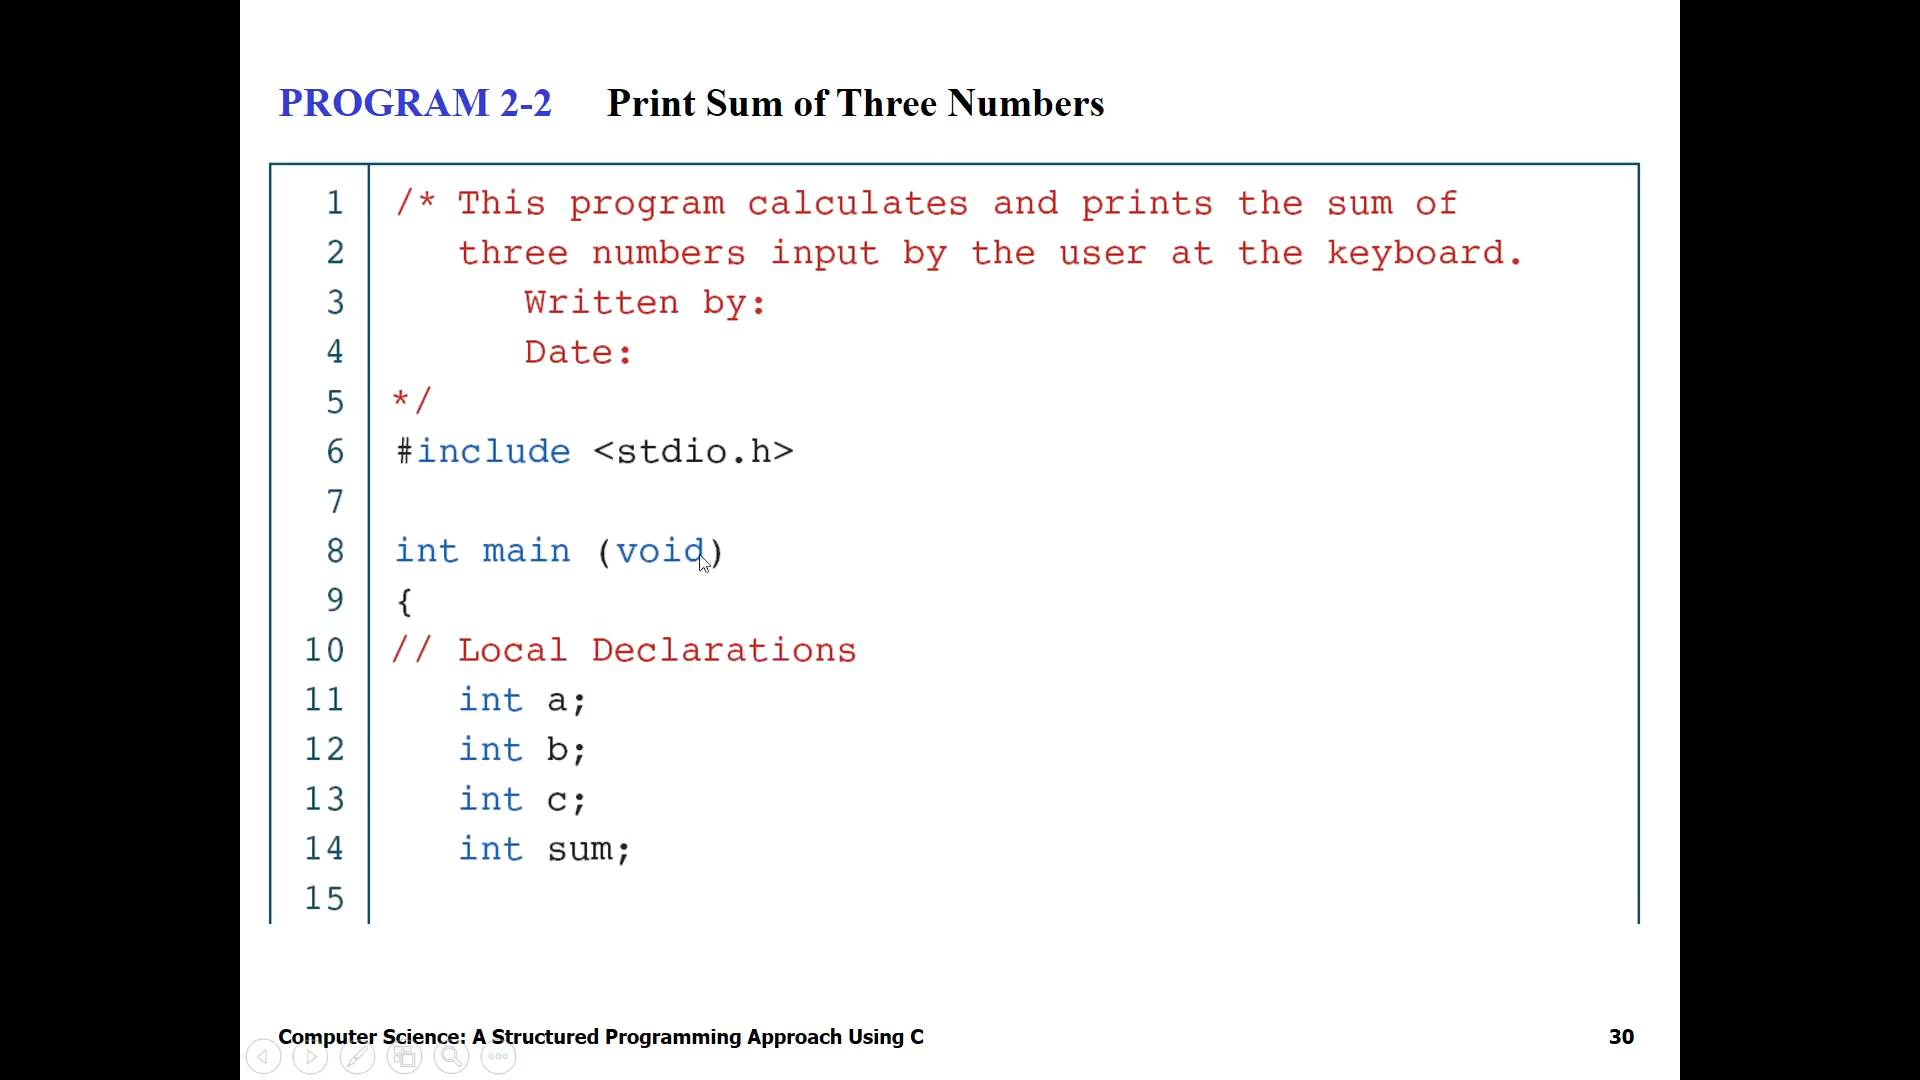 PROGRAM 2-2 Print Sum of Three Numbers
1 /* This program calculates and prints the sum of
2 three numbers input by the user at the keyboard.
3 Written by:
4 Date:
5 */
6 #include <stdio.h>
7
8 int main (void)
9 {
10 // Local Declarations
11 int a;
12 int b;
13 int c;
14 int sum;
15
Computer Science: A Structured Programming Approach Using C 30